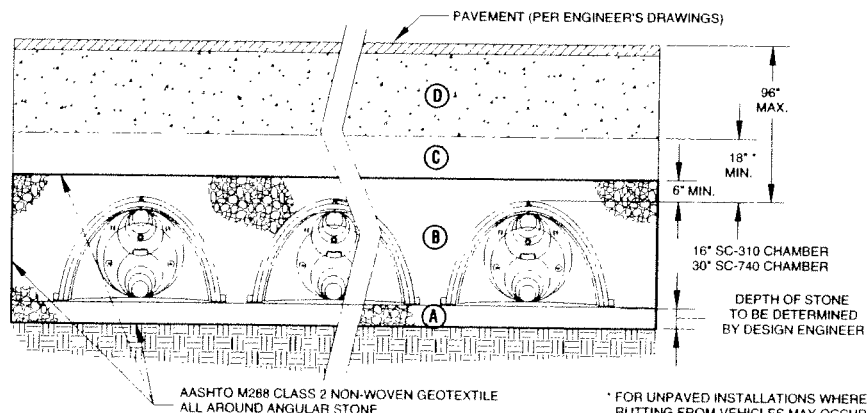 PAVEMENT (PER ENGINEER'S DRAWINGS)
D
96"
MAX.
C
18" *
MIN.
6" MIN.
B
16" SC-310 CHAMBER
30" SC-740 CHAMBER
DEPTH OF STONE
TO BE DETERMINED
BY DESIGN ENGINEER
A
AASHTO M288 CLASS 2 NON-WOVEN GEOTEXTILE
ALL AROUND ANGULAR STONE
* FOR UNPAVED INSTALLATIONS WHERE
RUTTING FROM VEHICLES MAY OCCUR